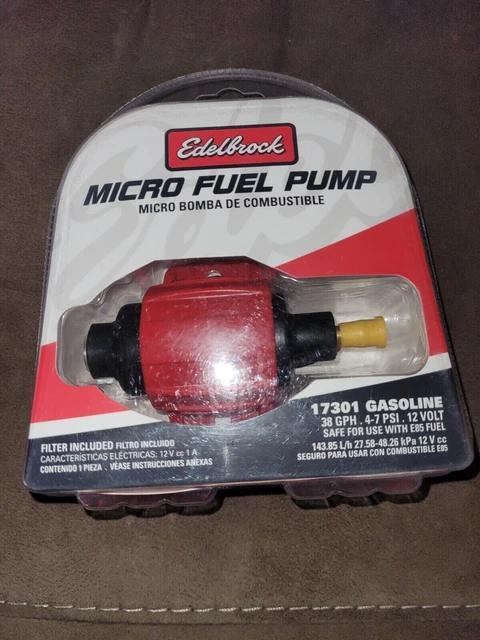 Edelbrock
MICRO FUEL PUMP
MICRO BOMBA DE COMBUSTIBLE
17301 GASOLINE
38 GPH . 4-7 PSI . 12 VOLT
SAFE FOR USE WITH E85 FUEL
143.85 L/h 27.58-48.26 kPa 12 V cc
SEGURO PARA USAR CON COMBUSTIBLE E85
FILTER INCLUDED FILTRO INCLUIDO
CARACTERÍSTICAS ELÉCTRICAS: 12 V cc 1 A
CONTENIDO 1 PIEZA . VÉASE INSTRUCCIONES ANEXAS